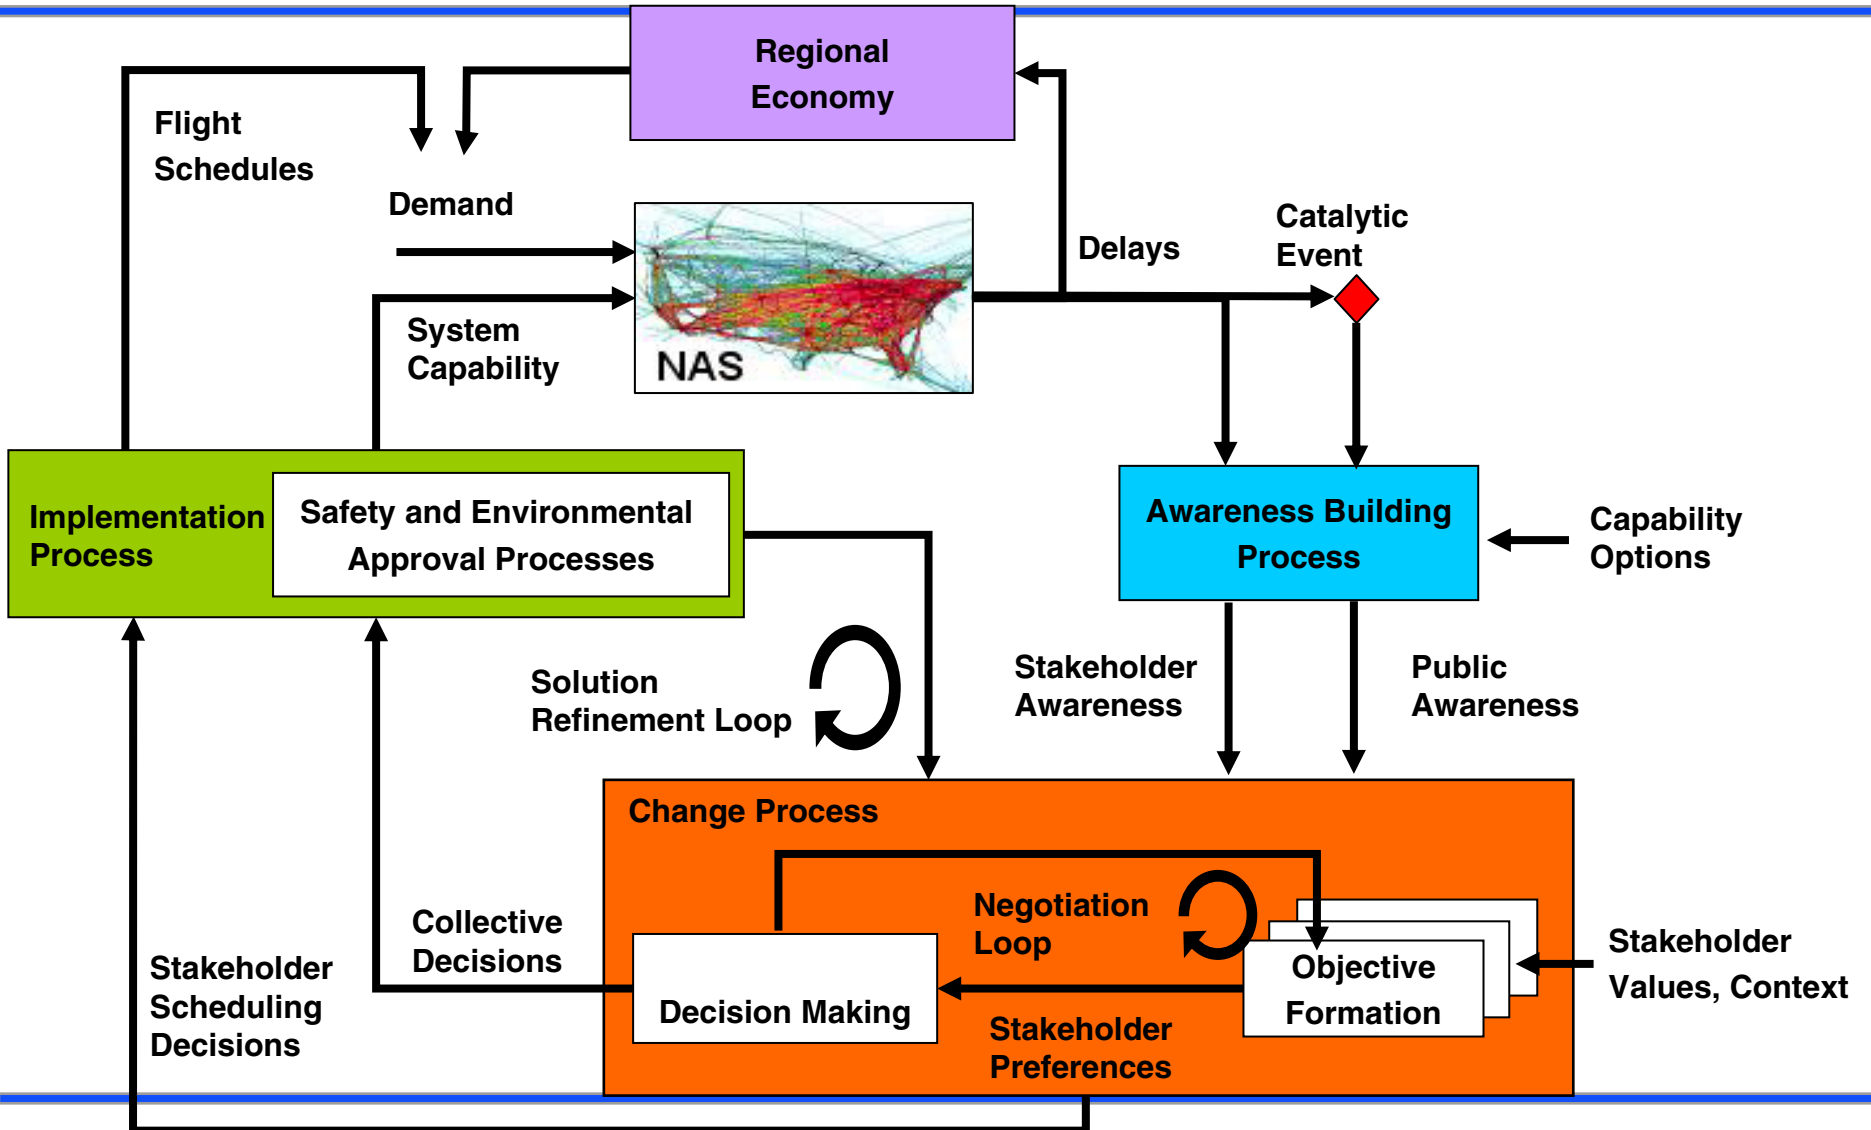 Regional
Economy
Flight
Schedules
Demand
Catalytic
Event
Delays
System
Capability
NAS
Implementation
Process
Safety and Environmental
Approval Processes
Awareness Building
Process
Capability
Options
Solution
Refinement Loop
Stakeholder
Awareness
Public
Awareness
Change Process
Negotiation
Loop
Collective
Decisions
Stakeholder
Scheduling
Decisions
Decision Making
Objective
Formation
Stakeholder
Values, Context
Stakeholder
Preferences